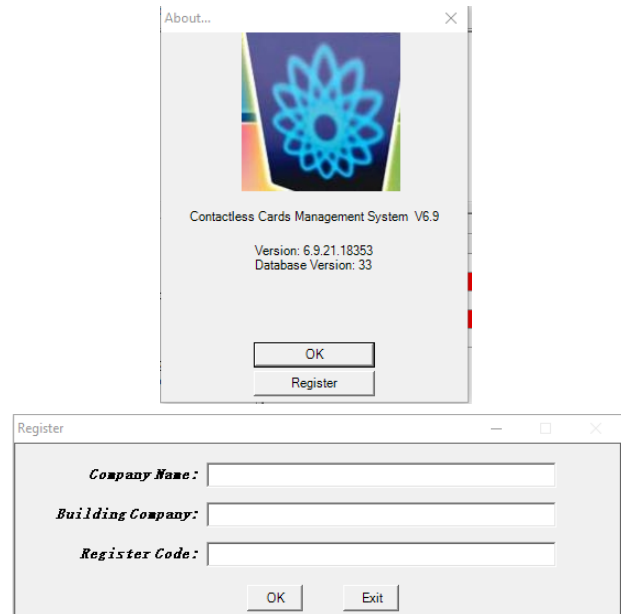 About...
Contactless Cards Management System V6.9
Version: 6.9.21.18353
Database Version: 33
OK
Register
Register
Company Name:
Building Company:
Register Code:
OK Exit